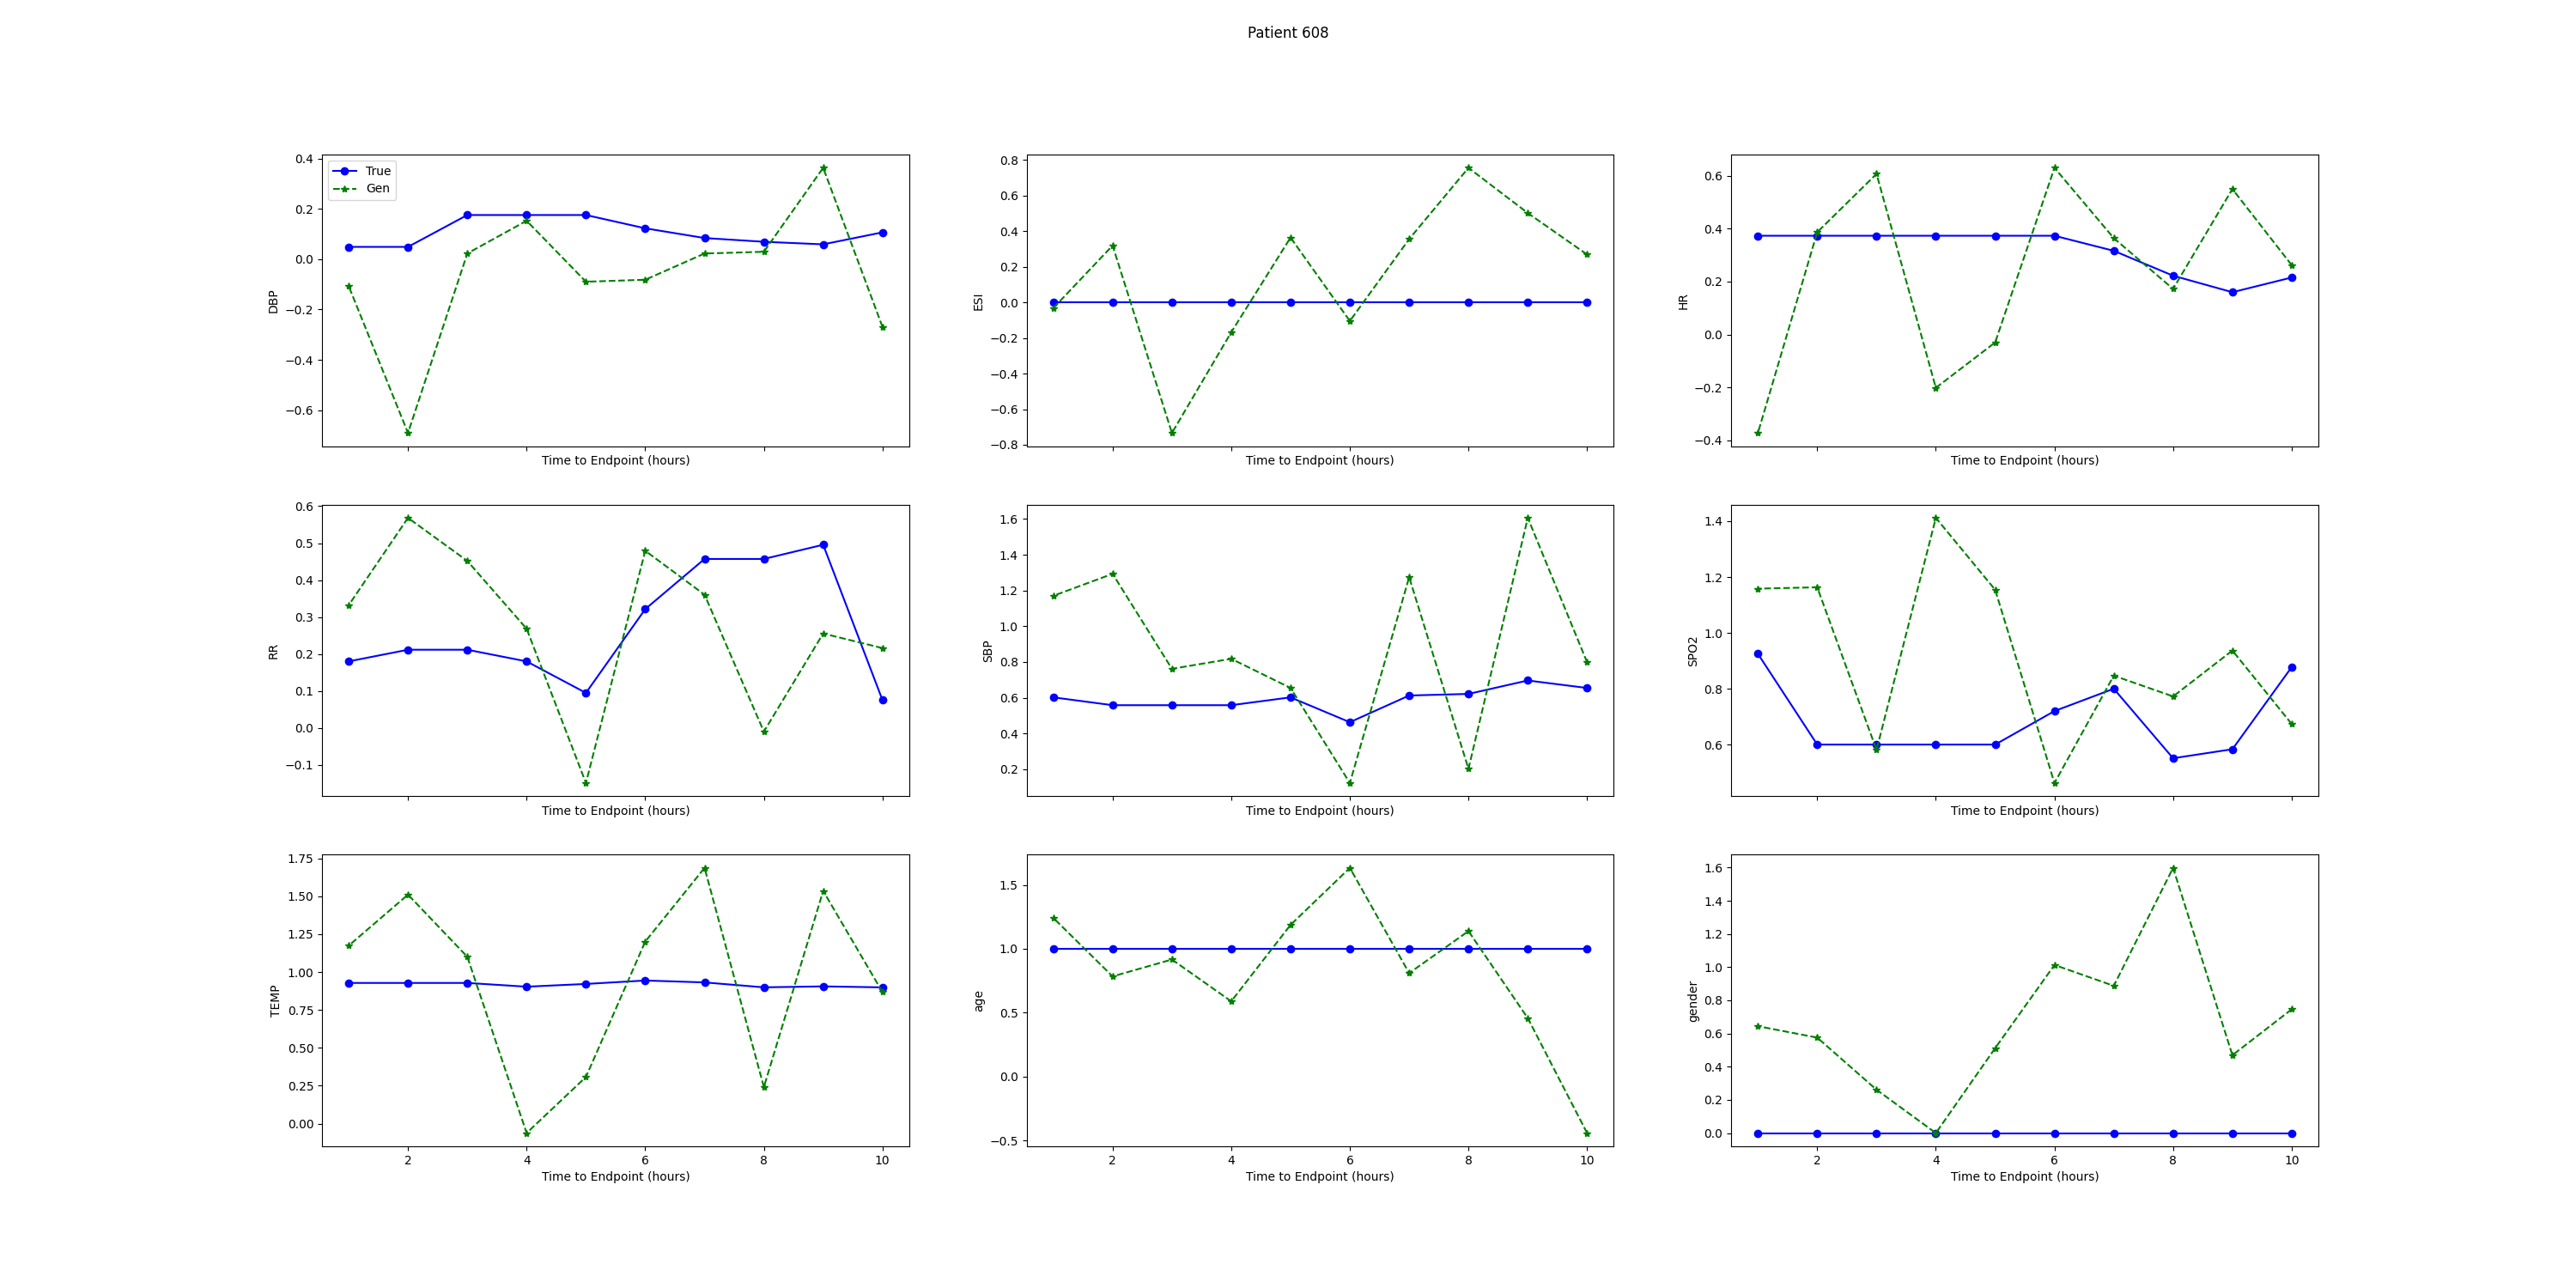 Patient 608
0.4
0.2
0.0
−0.2
−0.4
−0.6
DBP
True
Gen
Time to Endpoint (hours)
0.8
0.6
0.4
0.2
0.0
−0.2
−0.4
−0.6
−0.8
ESI
Time to Endpoint (hours)
0.6
0.4
0.2
0.0
−0.2
−0.4
HR
Time to Endpoint (hours)
0.6
0.5
0.4
0.3
0.2
0.1
0.0
−0.1
RR
Time to Endpoint (hours)
1.6
1.4
1.2
1.0
0.8
0.6
0.4
0.2
SBP
Time to Endpoint (hours)
1.4
1.2
1.0
0.8
0.6
SPO2
Time to Endpoint (hours)
1.75
1.50
1.25
1.00
0.75
0.50
0.25
0.00
TEMP
2 4 6 8 10
Time to Endpoint (hours)
1.5
1.0
0.5
0.0
−0.5
age
2 4 6 8 10
Time to Endpoint (hours)
1.6
1.4
1.2
1.0
0.8
0.6
0.4
0.2
0.0
gender
2 4 6 8 10
Time to Endpoint (hours)